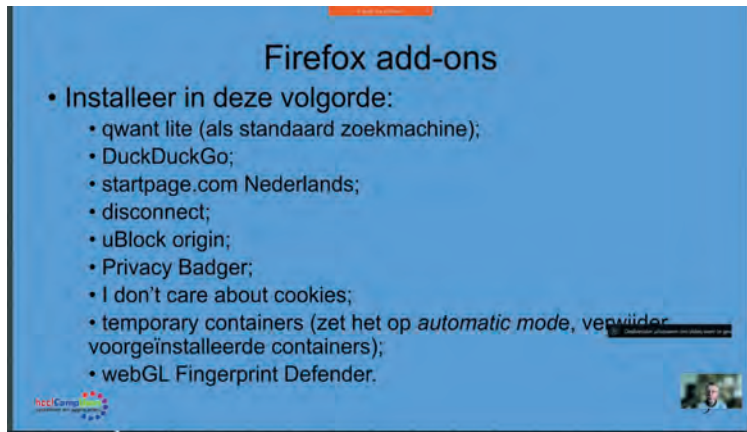 Firefox add-ons
• Installeer in deze volgorde:
• qwant lite (als standaard zoekmachine);
• DuckDuckGo;
• startpage.com Nederlands;
• disconnect;
• uBlock origin;
• Privacy Badger;
• I don't care about cookies;
• temporary containers (zet het op automatic mode, verwijder
voorgeïnstalleerde containers);
• webGL Fingerprint Defender.